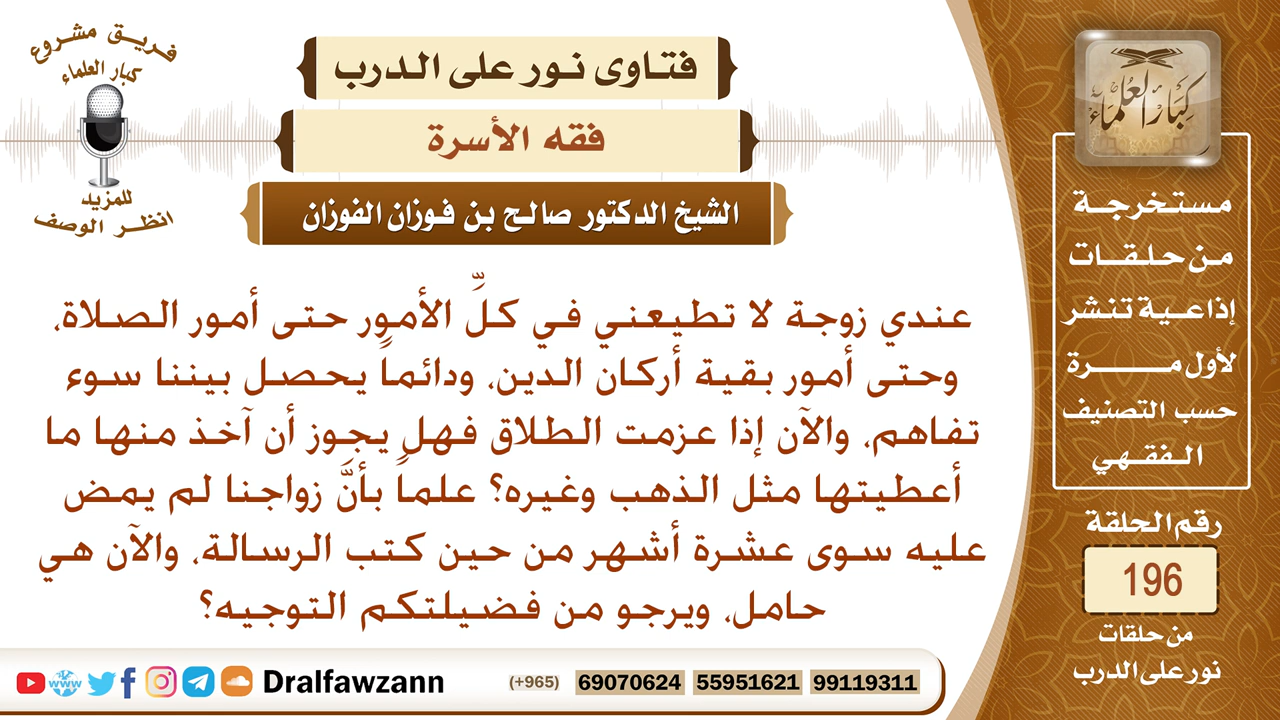 فريق مشروع
كبار العلماء
للمزيد
انظر الوصف
فتاوى نور على الدرب
فقه الأسرة
الشيخ الدكتور صالح بن فوزان الفوزان
عندي زوجة لا تطيعني في كلِّ الأمورٍ حتى أمور الصلاة،
وحتى أمور بقية أركان الدين، ودائماً يحصل بيننا سوء
تفاهم، والآن إذا عزمت الطلاق فهل يجوز أن آخذ منها ما
أعطيتها مثل الذهب وغيره؟ علماً بأنَّ زواجنا لم يمض
عليه سوى عشرة أشهر من حين كتب الرسالة، والآن هي
حامل، ويرجو من فضيلتكم التوجيه؟
كبار العلماء
مستخرجة
من حلقات
إذاعية تنشر
لأول مرة
حسب التصنيف
الفقهي
رقم الحلقة
196
من حلقات
نور على الدرب
Dralfawzann
(+965) 69070624 55951621 99119311